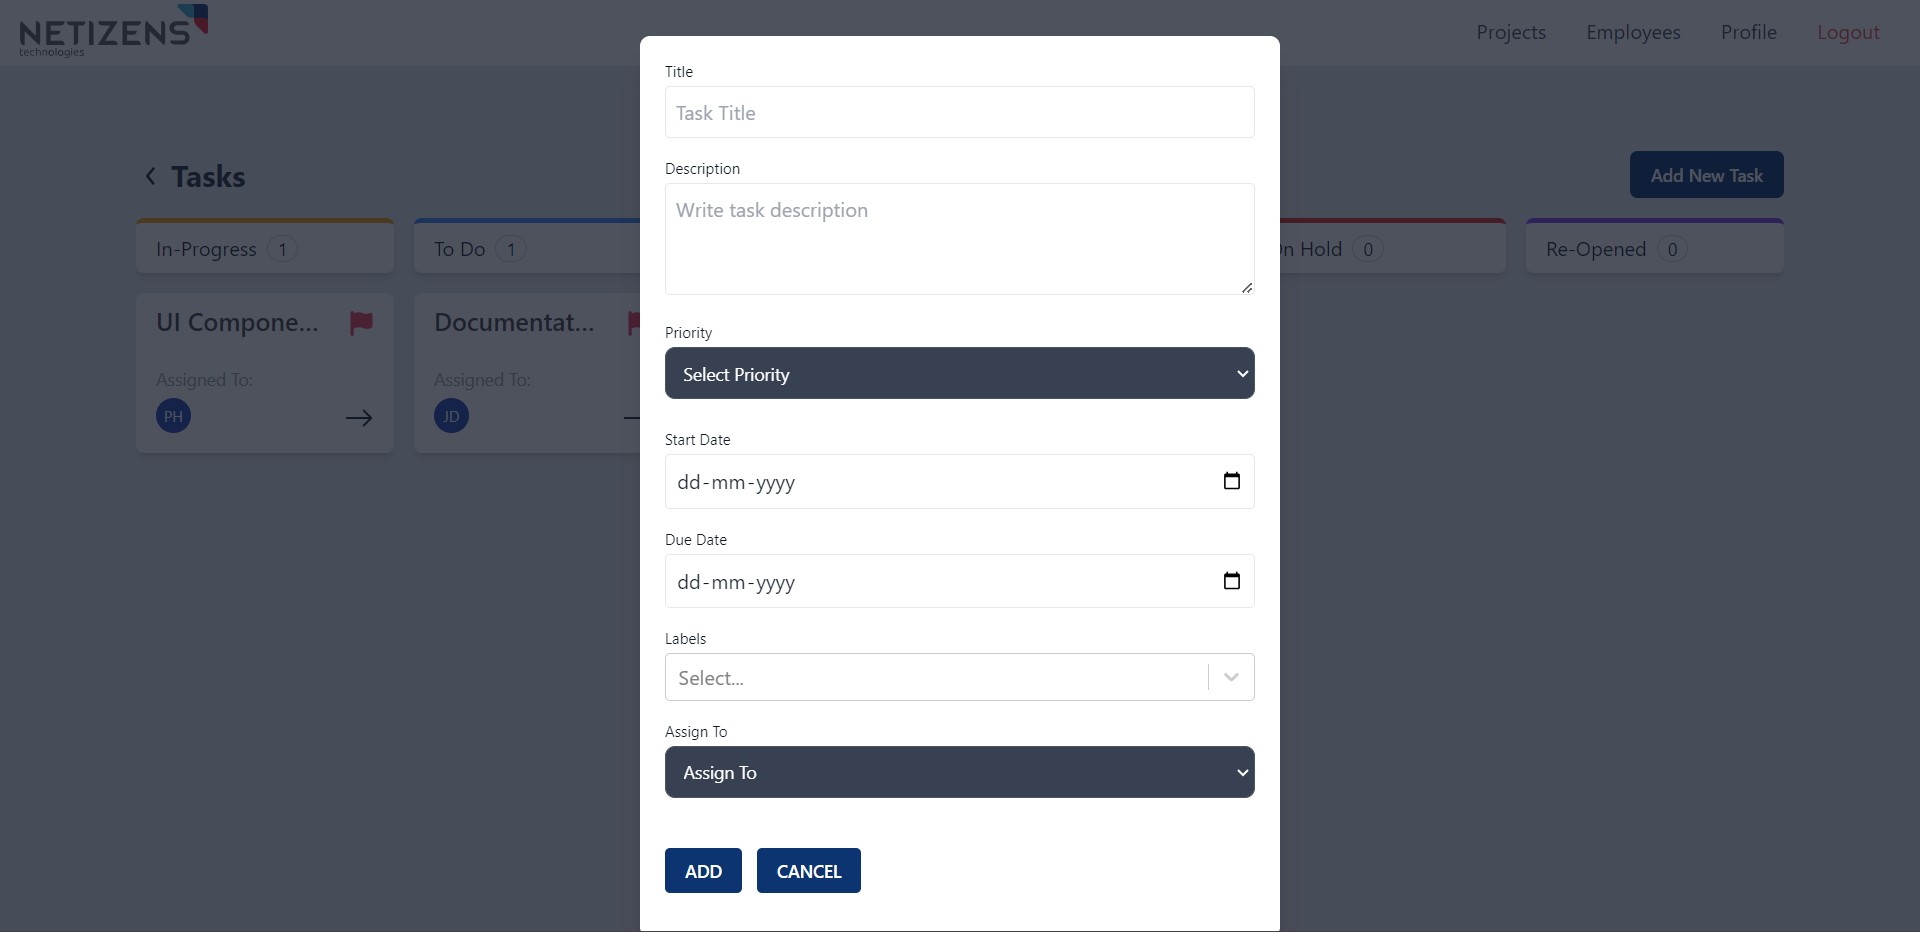 NETIZENS
technologies
Projects Employees Profile Logout
Tasks
Add New Task
In-Progress 1
To Do 1
n Hold 0
Re-Opened 0
UI Compone...
Assigned To:
PH
Documentat...
Assigned To:
JD
Title
Task Title
Description
Write task description
Priority
Select Priority
Start Date
dd-mm-yyyy
Due Date
dd-mm-yyyy
Labels
Select...
Assign To
Assign To
ADD CANCEL